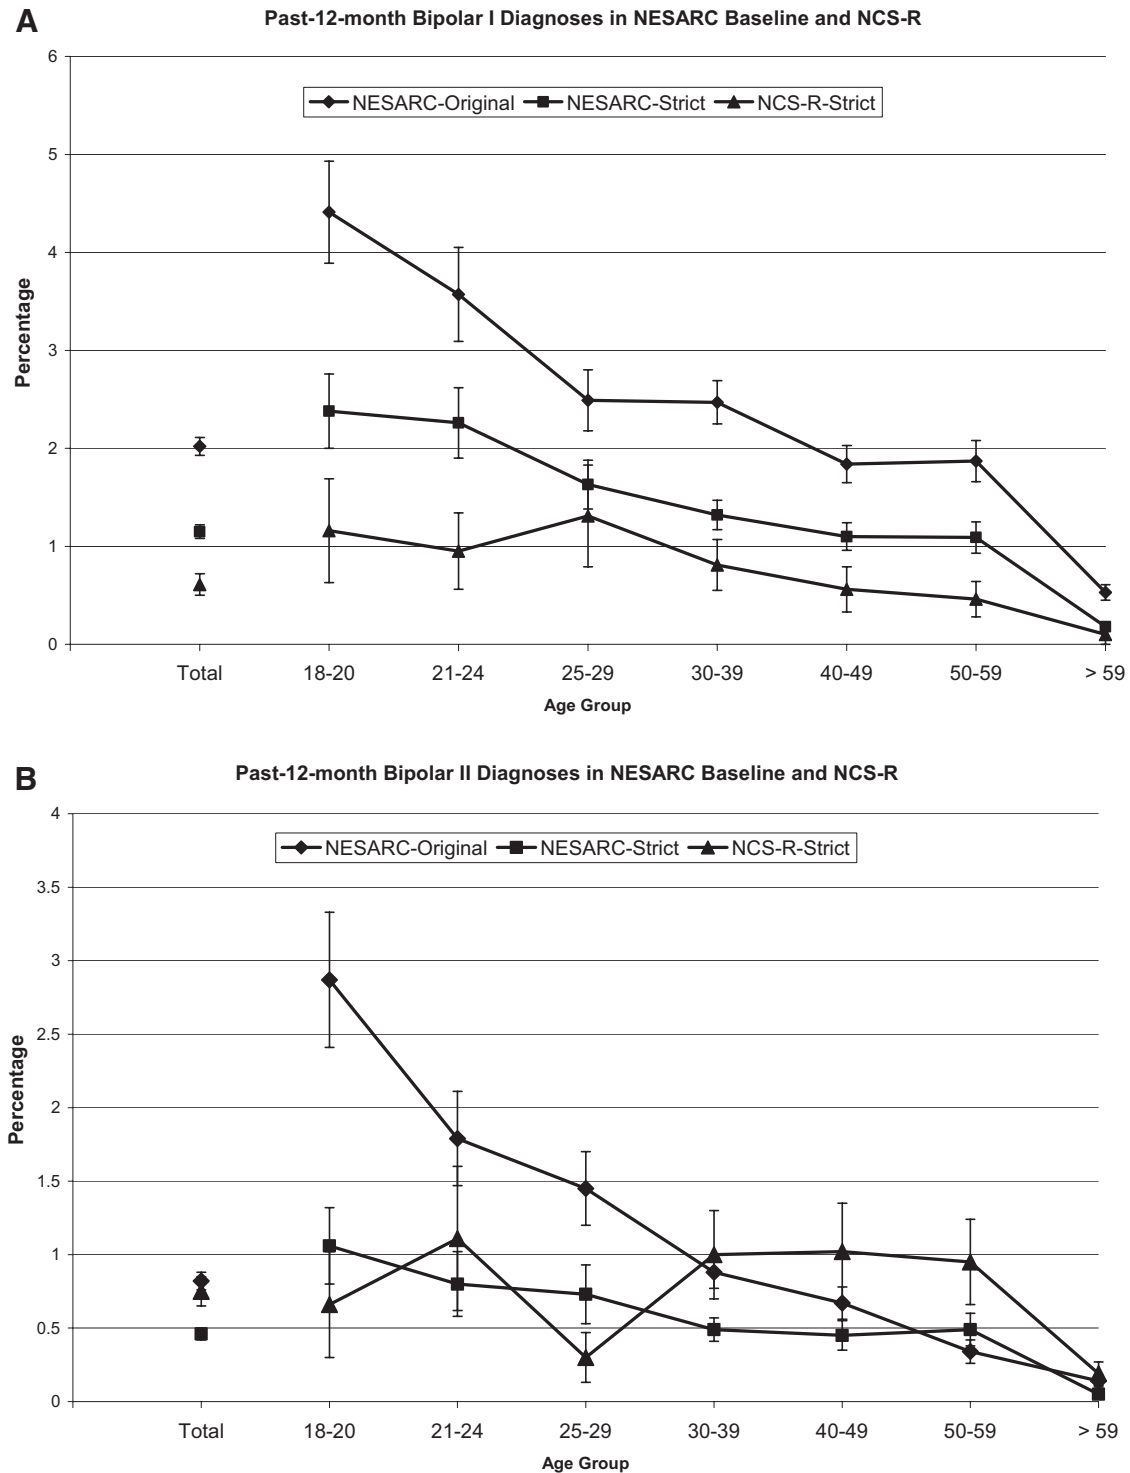 A
Past-12-month Bipolar I Diagnoses in NESARC Baseline and NCS-R
6
NESARC-Original NESARC-Strict NCS-R-Strict
5
4
3
2
1
0
Percentage
Total 18-20 21-24 25-29 30-39 40-49 50-59 > 59
Age Group
B
Past-12-month Bipolar II Diagnoses in NESARC Baseline and NCS-R
4
NESARC-Original NESARC-Strict NCS-R-Strict
3.5
3
2.5
2
1.5
1
0.5
0
Percentage
Total 18-20 21-24 25-29 30-39 40-49 50-59 > 59
Age Group